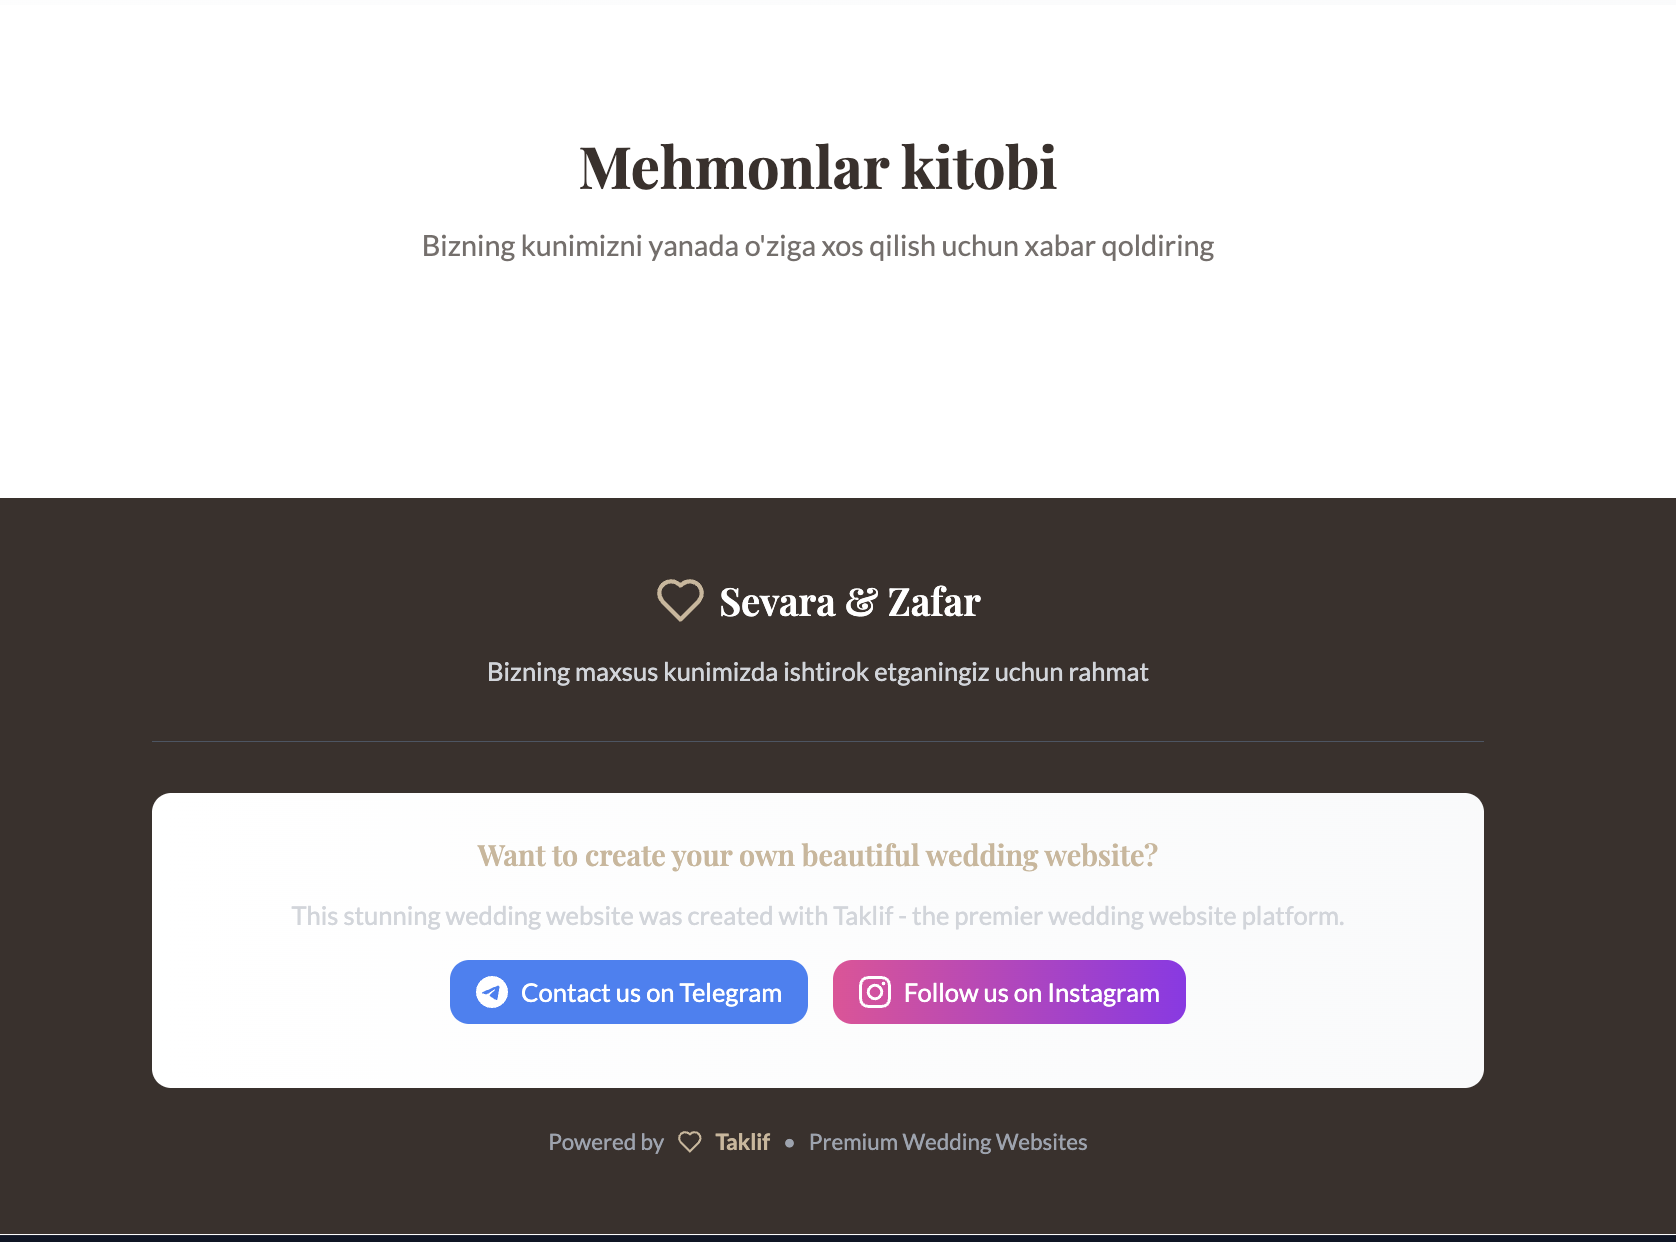 Mehmonlar kitobi
Bizning kunimizni yanada o'ziga xos qilish uchun xabar qoldiring
Sevara & Zafar
Bizning maxsus kunimizda ishtirok etganingiz uchun rahmat
Want to create your own beautiful wedding website?
This stunning wedding website was created with Taklif - the premier wedding website platform.
Contact us on Telegram Follow us on Instagram
Powered by Taklif • Premium Wedding Websites